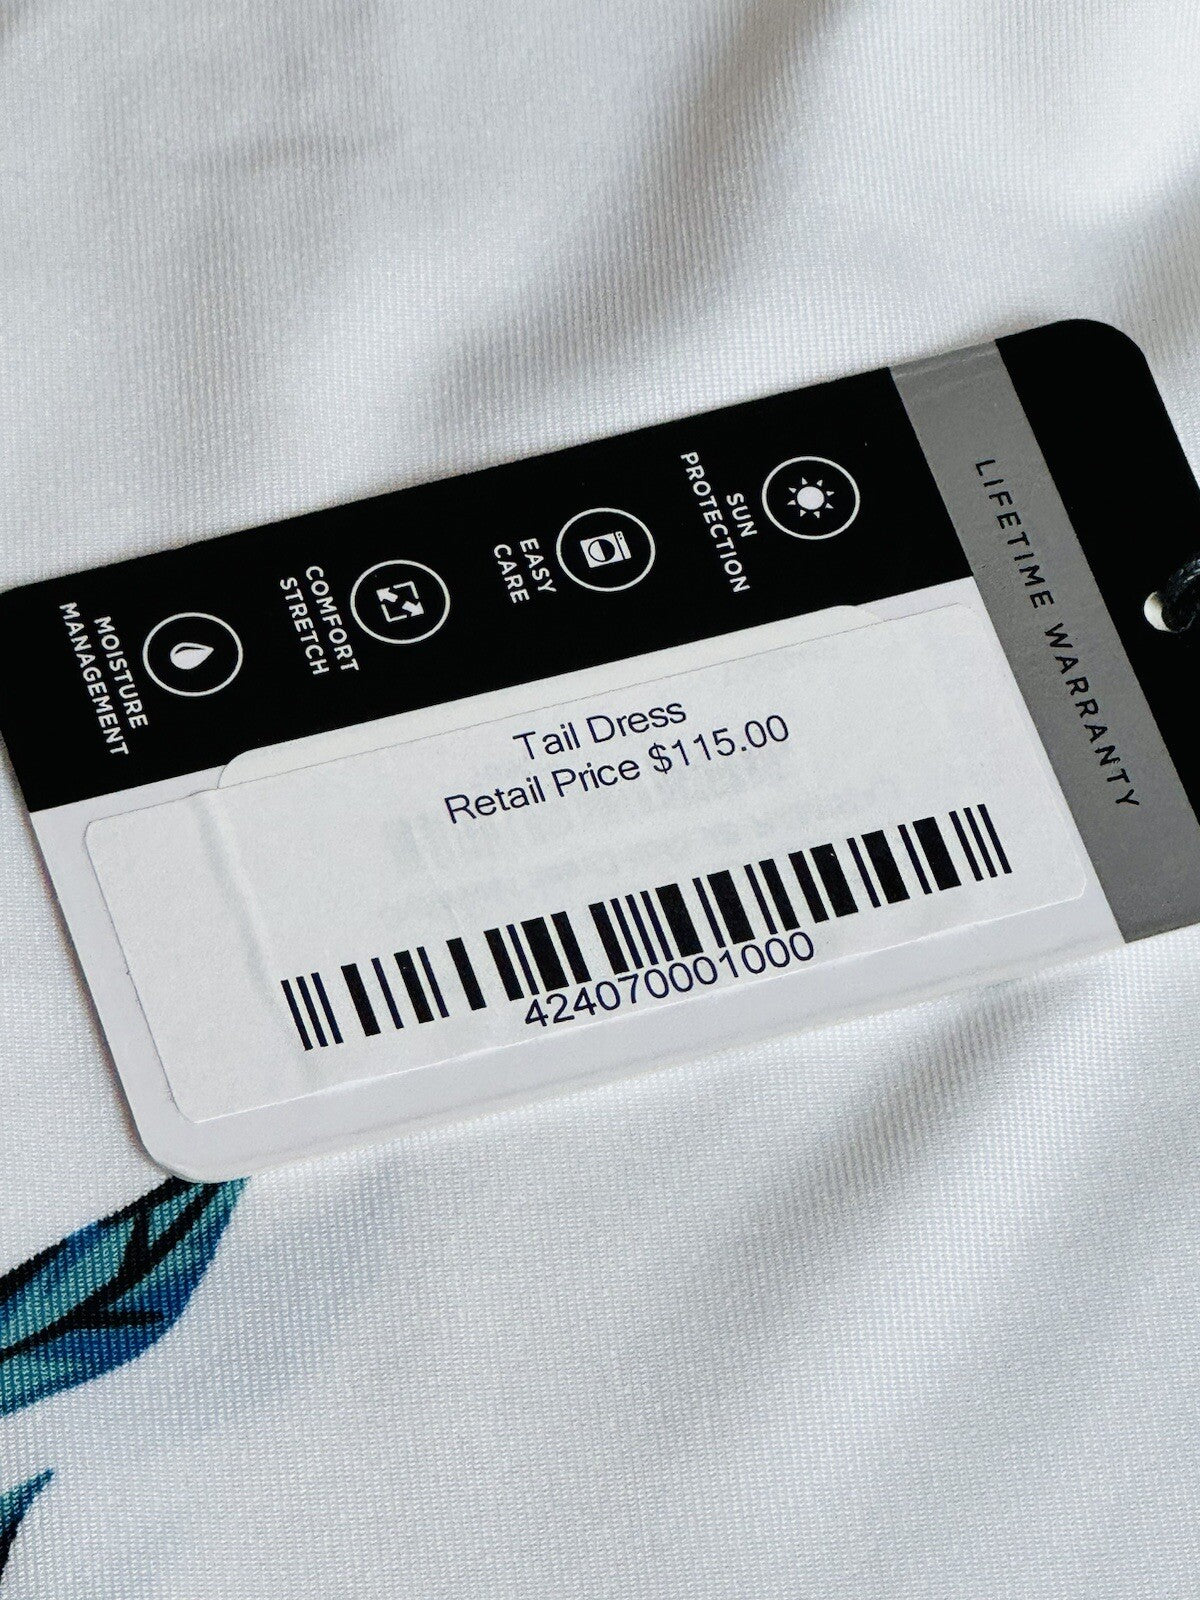 LIFETIME WARRANTY
SUN
PROTECTION
EASY
CARE
COMFORT
STRETCH
MOISTURE
MANAGEMENT
Tail Dress
Retail Price $115.00
424070001000